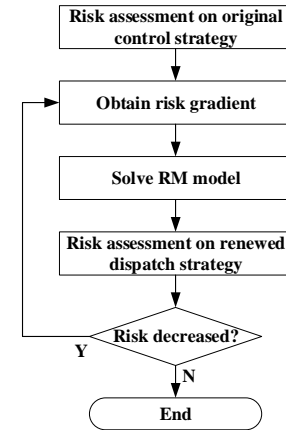 Risk assessment on original
control strategy
Obtain risk gradient
Solve RM model
Risk assessment on renewed
dispatch strategy
Risk decreased?
Y
N
End